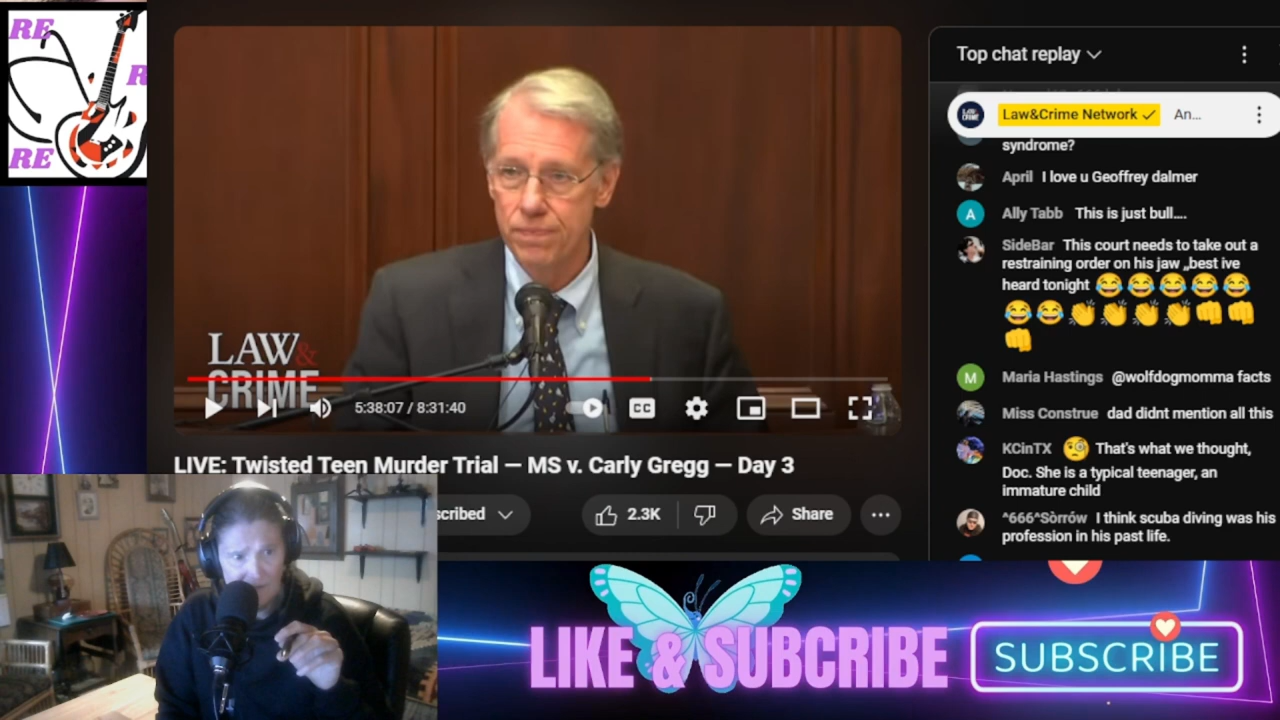 RE
R
RE
LAW&
CRIME
5:38:07 / 8:31:40
CC
LIVE: Twisted Teen Murder Trial — MS v. Carly Gregg — Day 3
scribed
2.3K
Share
Top chat replay
Law&Crime Network
An...
syndrome?
April I love u Geoffrey dalmer
A
Ally Tabb This is just bull....
SideBar This court needs to take out a
restraining order on his jaw ,,best ive
heard tonight 😂😂😂😂😂
😂😂👏👏👏👏👊👊
👊
M
Maria Hastings @wolfdogmomma facts
Miss Construe dad didnt mention all this
KCinTX 🧐 That's what we thought,
Doc. She is a typical teenager, an
immature child
^666^Sòrrów I think scuba diving was his
profession in his past life.
LIKE & SUBCRIBE
SUBSCRIBE